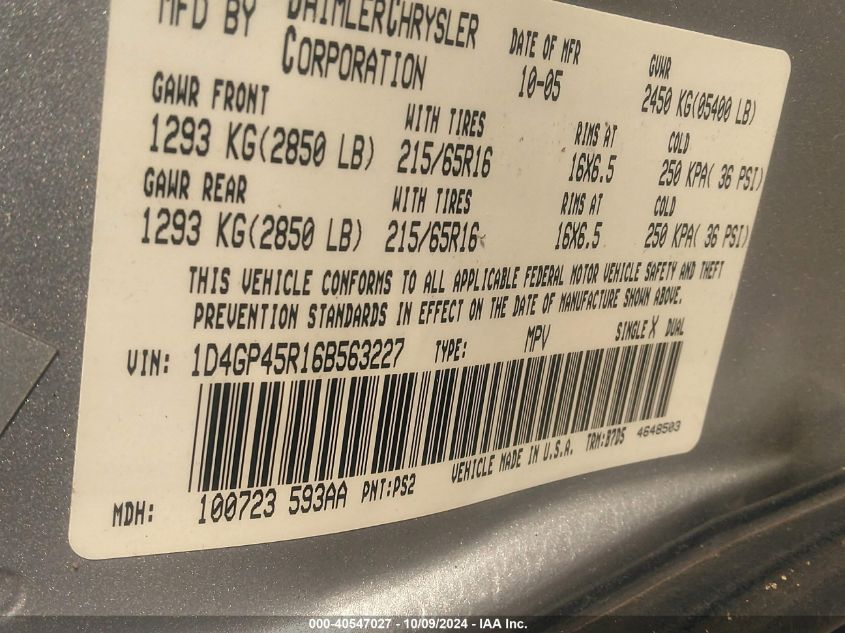 MFD BY DAIMLERCHRYSLER CORPORATION
DATE OF MFR 10-05
GVWR 2450 KG(05400 LB)
GAWR FRONT WITH TIRES RIMS AT COLD
1293 KG(2850 LB) 215/65R16 16X6.5 250 KPA( 36 PSI)
GAWR REAR WITH TIRES RIMS AT COLD
1293 KG(2850 LB) 215/65R16 16X6.5 250 KPA( 36 PSI)
THIS VEHICLE CONFORMS TO ALL APPLICABLE FEDERAL MOTOR VEHICLE SAFETY AND THEFT
PREVENTION STANDARDS IN EFFECT ON THE DATE OF MANUFACTURE SHOWN ABOVE.
VIN: 1D4GP45R16B563227 TYPE: MPV SINGLE X DUAL
MDH: 100723 593AA PNT:PS2 VEHICLE MADE IN U.S.A. TRM:B7D5 4648503
000-40547027 - 10/09/2024 - IAA Inc.